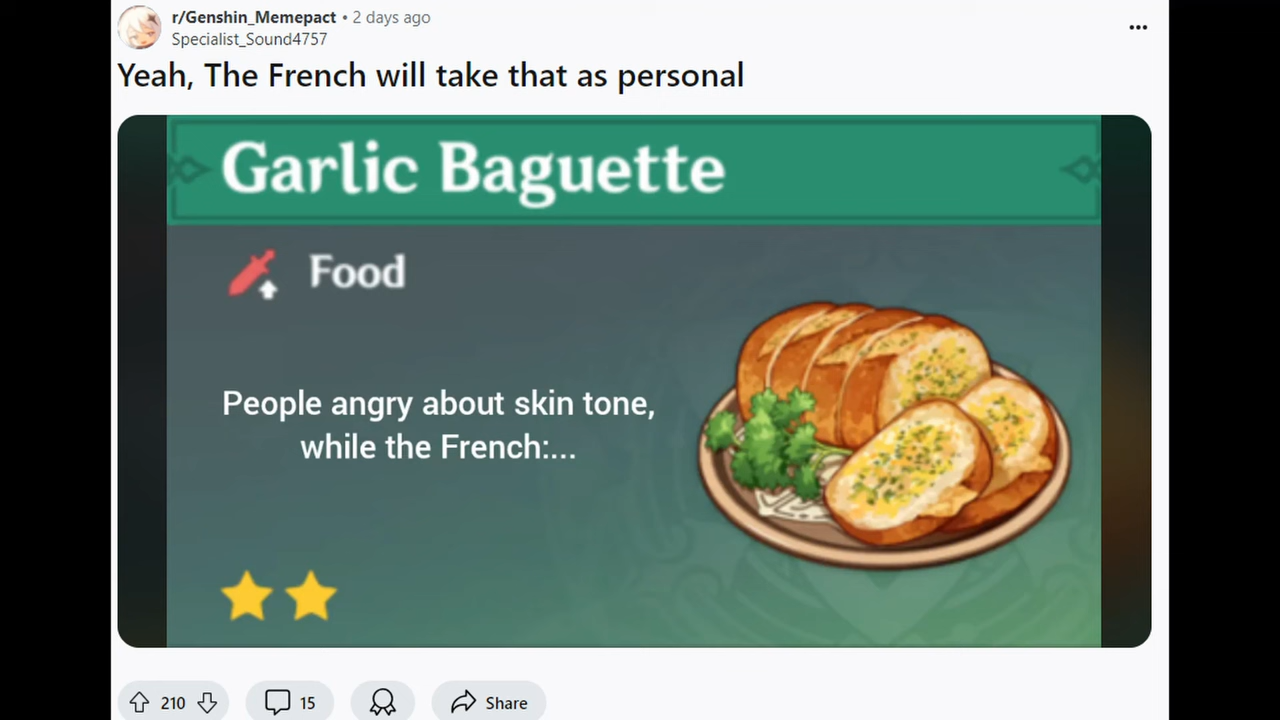 r/Genshin_Memepact • 2 days ago
Specialist_Sound4757
Yeah, The French will take that as personal
Garlic Baguette
Food
People angry about skin tone,
while the French:...
210
15
Share